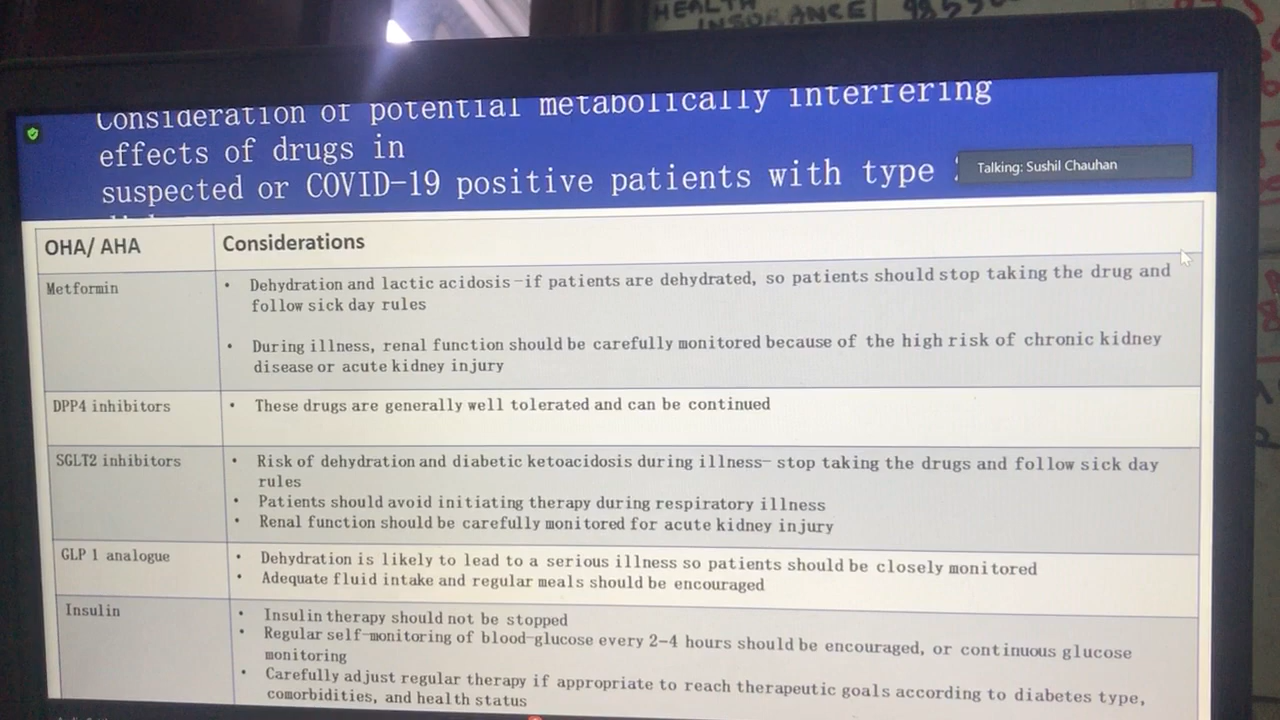 HEALTH
INSURANCE
Consideration of potential metabolically interfering
effects of drugs in
suspected or COVID-19 positive patients with type
Talking: Sushil Chauhan
OHA/ AHA
Considerations
Metformin
• Dehydration and lactic acidosis-if patients are dehydrated, so patients should stop taking the drug and
follow sick day rules
• During illness, renal function should be carefully monitored because of the high risk of chronic kidney
disease or acute kidney injury
DPP4 inhibitors
• These drugs are generally well tolerated and can be continued
SGLT2 inhibitors
• Risk of dehydration and diabetic ketoacidosis during illness- stop taking the drugs and follow sick day
rules
• Patients should avoid initiating therapy during respiratory illness
• Renal function should be carefully monitored for acute kidney injury
GLP 1 analogue
• Dehydration is likely to lead to a serious illness so patients should be closely monitored
• Adequate fluid intake and regular meals should be encouraged
Insulin
• Insulin therapy should not be stopped
• Regular self-monitoring of blood-glucose every 2-4 hours should be encouraged, or continuous glucose
monitoring
• Carefully adjust regular therapy if appropriate to reach therapeutic goals according to diabetes type,
comorbidities, and health status